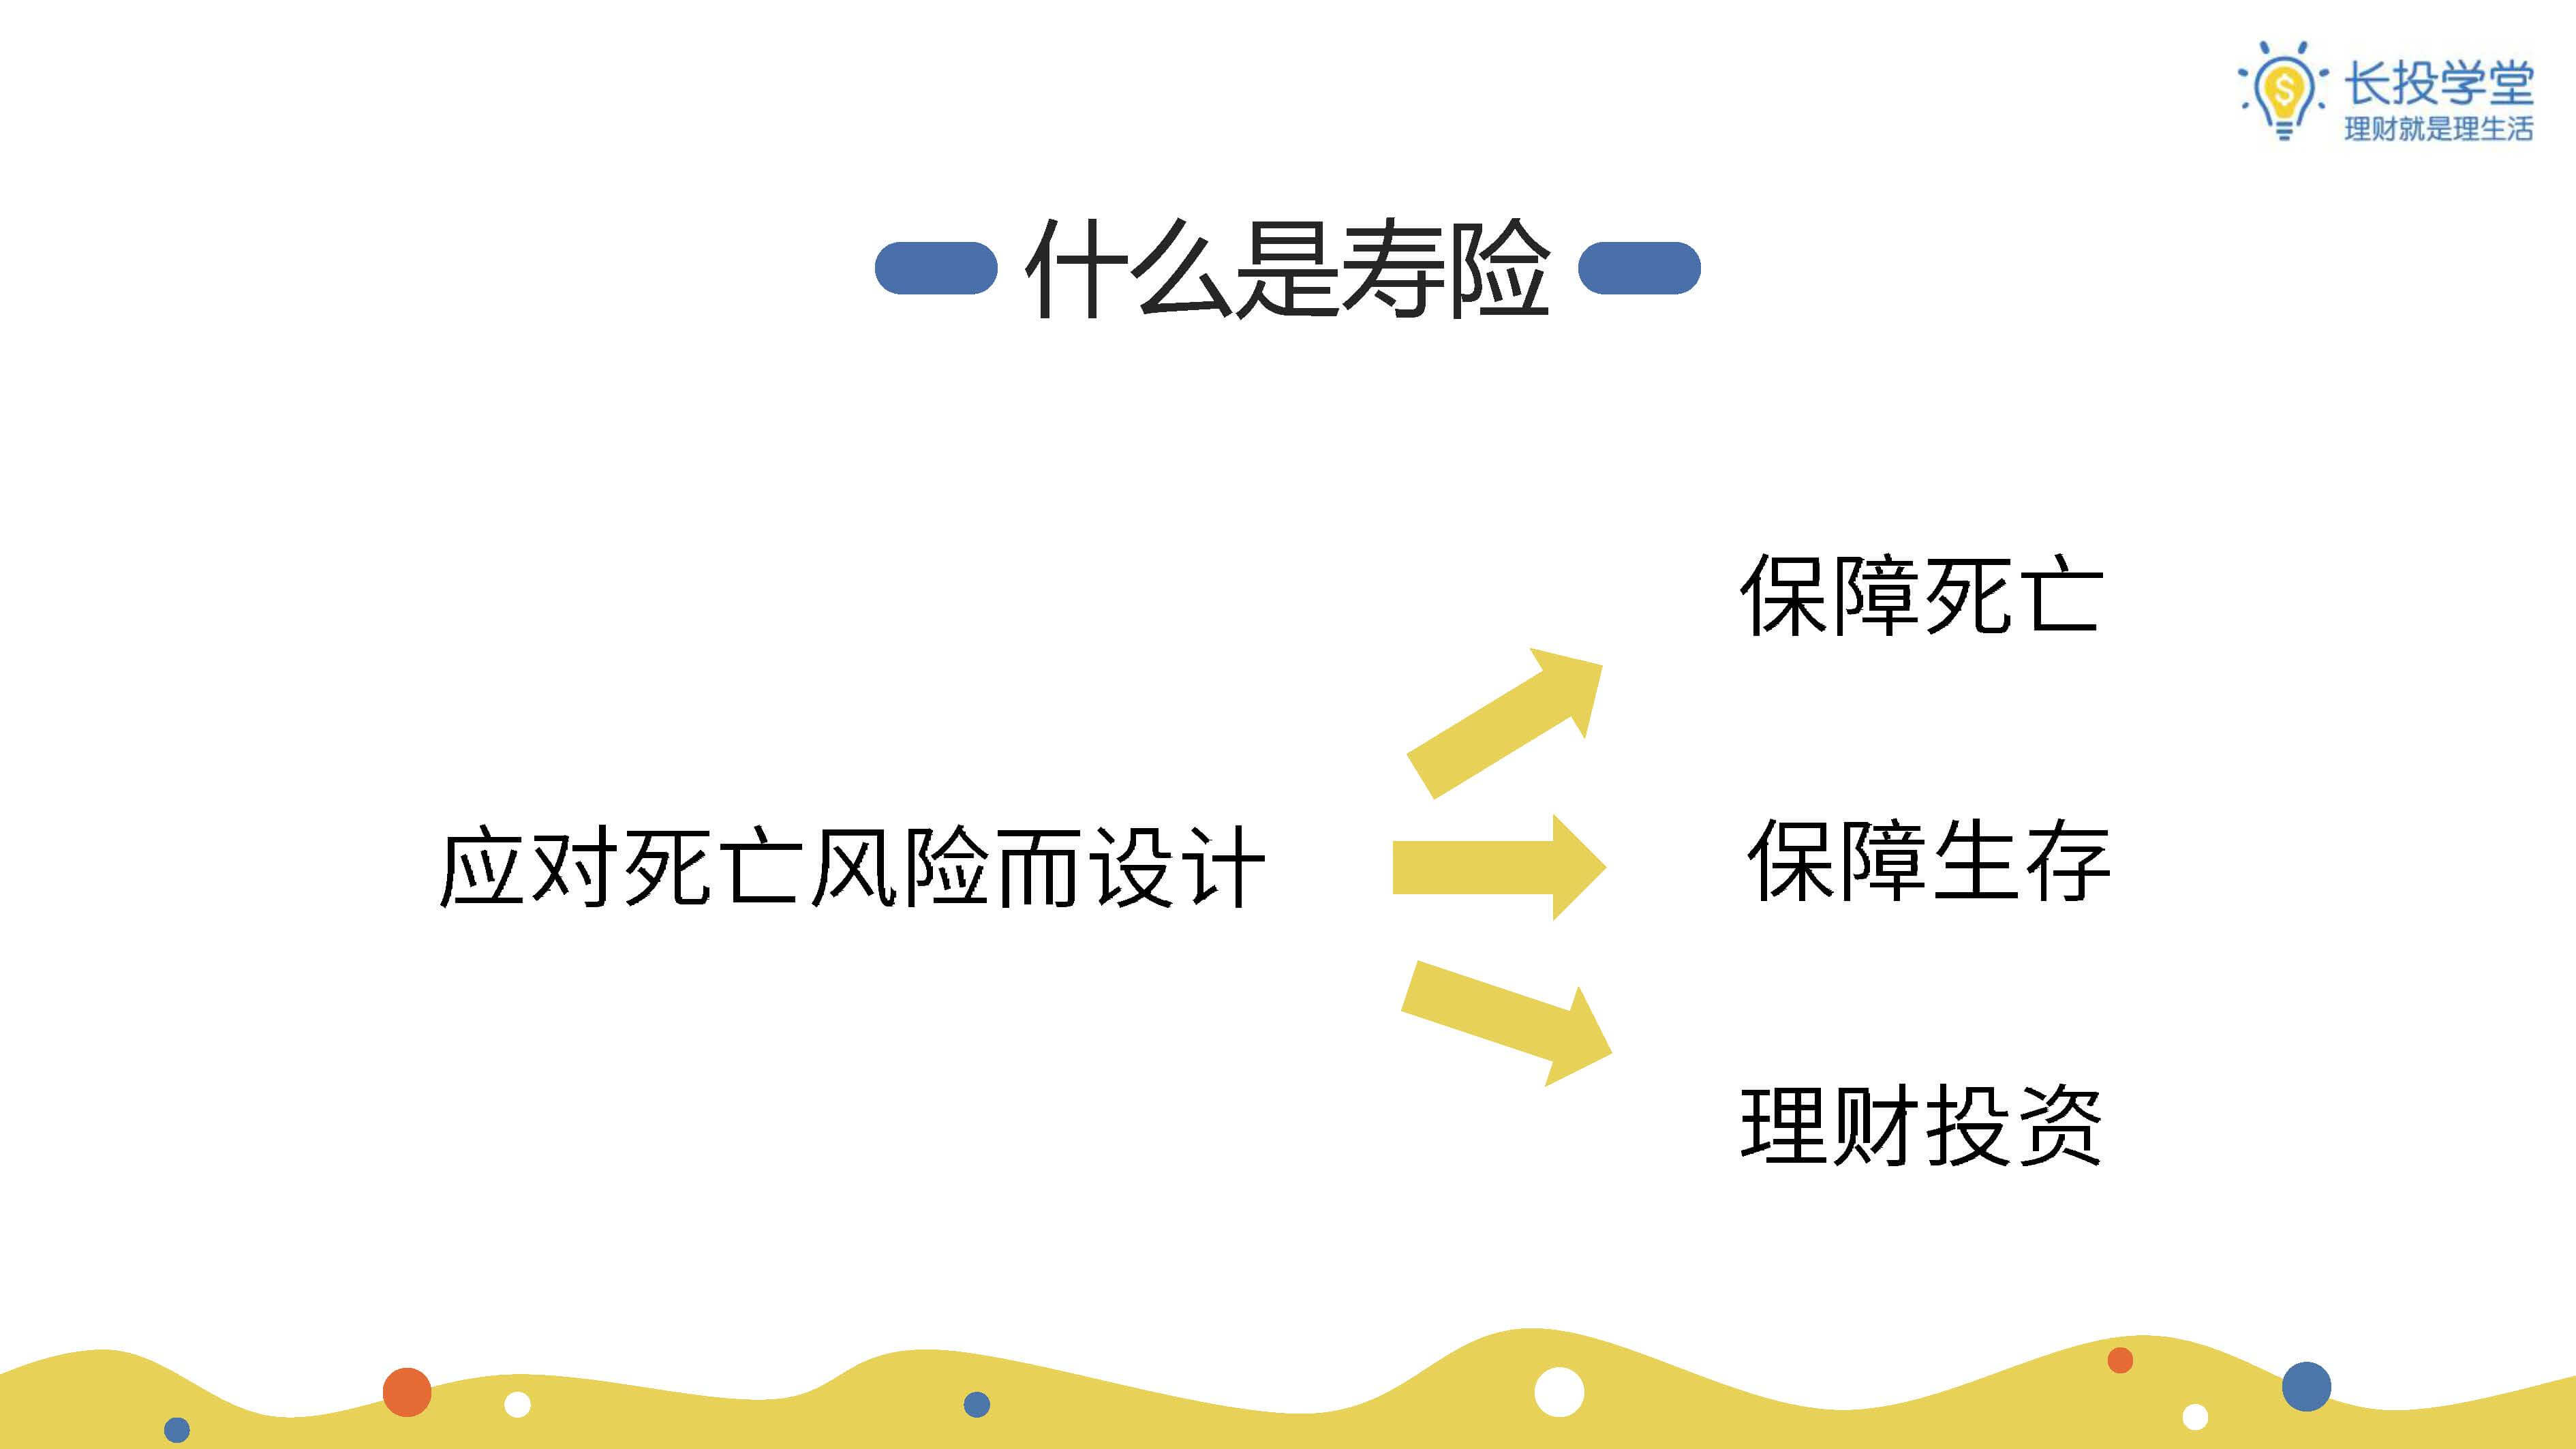 长投学堂
理财就是理生活
什么是寿险
保障死亡
应对死亡风险而设计
保障生存
理财投资